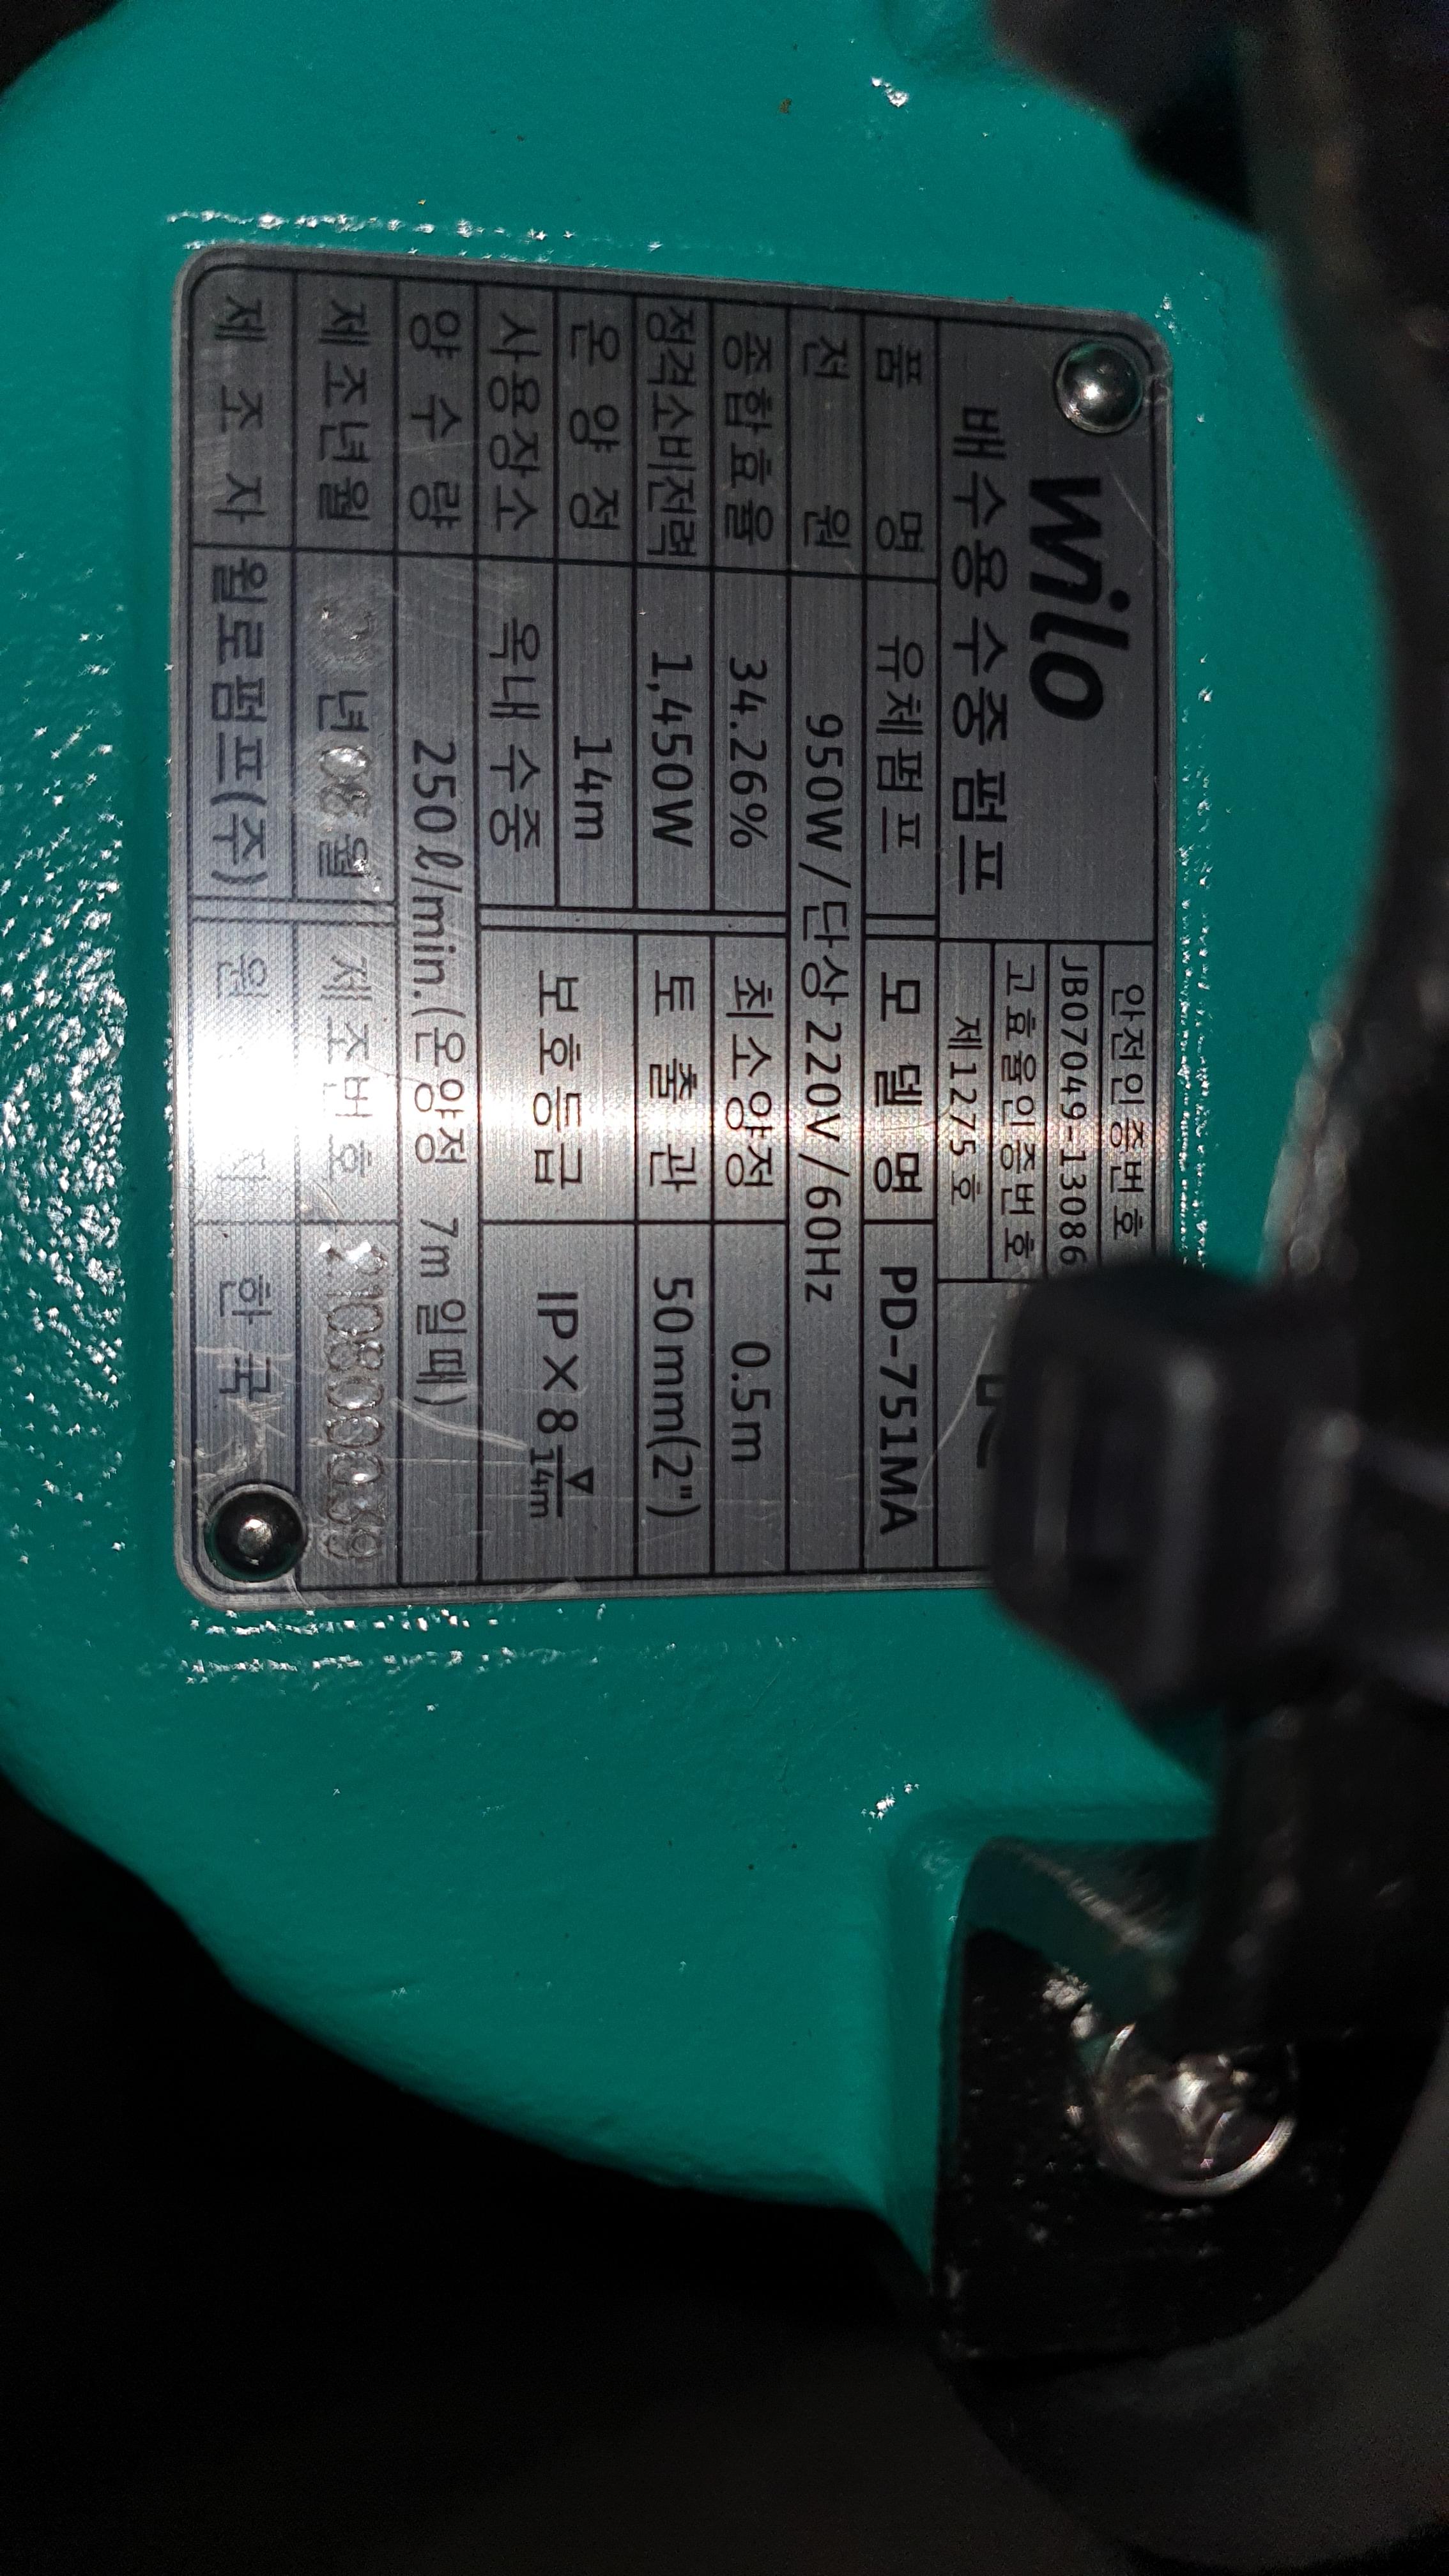 wilo
배수용 수중 펌프
안전인증번호
JB07049-13086
고효율인증번호
제1275호
품 명 유체펌프 모 델 명 PD-751MA
전 원 950W/단상 220V/60Hz
종합효율 34.26% 최소양정 0.5m
정격소비전력 1,450W 토 출 관 50mm(2")
온 양 정 14m 보호등급 IP×8 ▽14m
사용장소 옥내 수중
양 수 량 250ℓ/min.(온양정 7m 일 때)
제조년월 년 08 월 제조번호 2108000039
제 조 자 윌로펌프(주) 원 한 국